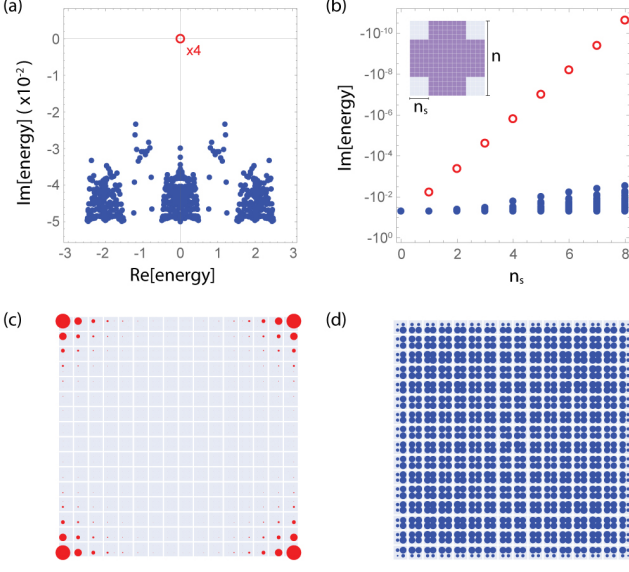 (a)
0
x4
-1
-2
-3
-4
-5
Im[energy] ( x10⁻²)
-3
-2
-1
0
1
2
3
Re[energy]
(b)
-10⁻¹⁰
-10⁻⁸
-10⁻⁶
-10⁻⁴
-10⁻²
-10⁰
Im[energy]
n
nₛ
0
2
4
6
8
nₛ
(c)
(d)